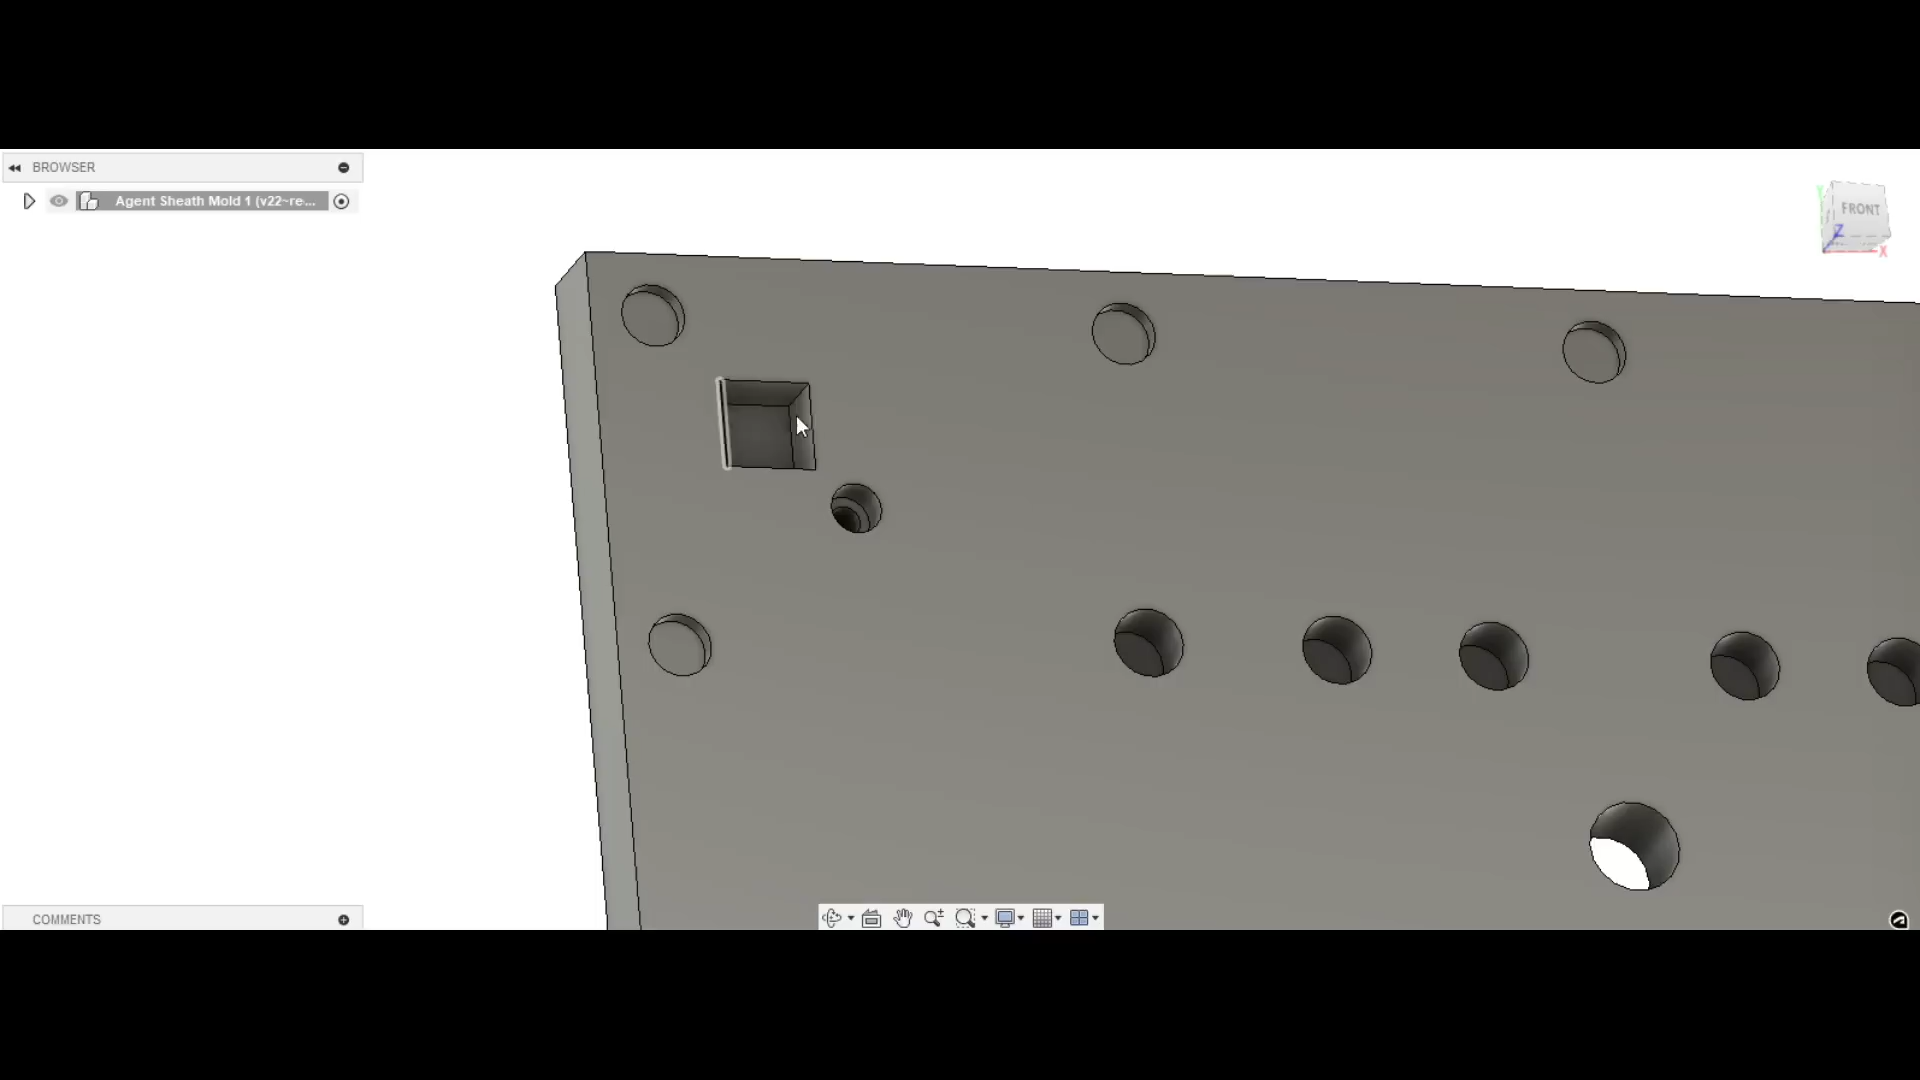 BROWSER
Agent Sheath Mold 1 (v22~re-...
FRONT
Y
Z
X
COMMENTS